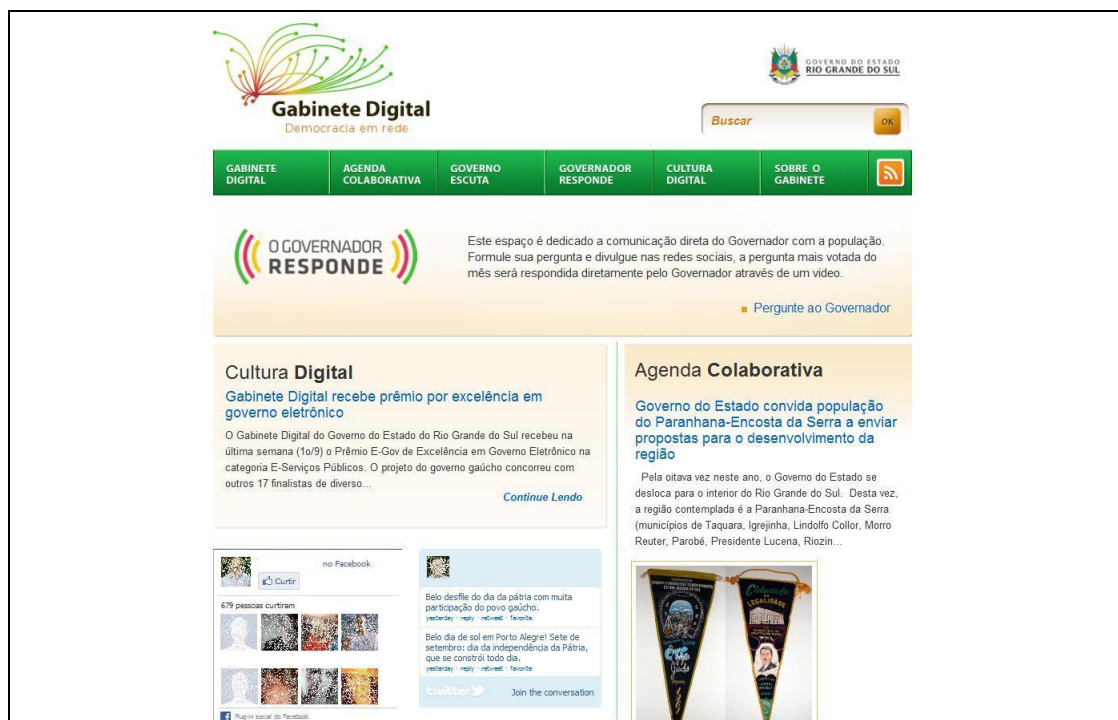 Gabinete Digital
Democracia em rede
GOVERNO DO ESTADO
RIO GRANDE DO SUL
Buscar
OK
GABINETE
DIGITAL
AGENDA
COLABORATIVA
GOVERNO
ESCUTA
GOVERNADOR
RESPONDE
CULTURA
DIGITAL
SOBRE O
GABINETE
O GOVERNADOR
RESPONDE
Este espaço é dedicado a comunicação direta do Governador com a população.
Formule sua pergunta e divulgue nas redes sociais, a pergunta mais votada do
mês será respondida diretamente pelo Governador através de um video.
Pergunte ao Governador
Cultura Digital
Gabinete Digital recebe prêmio por excelência em
governo eletrônico
O Gabinete Digital do Governo do Estado do Rio Grande do Sul recebeu na
última semana (1o/9) o Prêmio E-Gov de Excelência em Governo Eletrônico na
categoria E-Serviços Públicos. O projeto do governo gaúcho concorreu com
outros 17 finalistas de diverso...
Continue Lendo
no Facebook
Curtir
679 pessoas curtiram
Plug-in social do Facebook
Belo desfile do dia da pátria com muita
participação do povo gaúcho.
yesterday · reply · retweet · favorite
Belo dia de sol em Porto Alegre! Sete de
setembro: dia da independência da Pátria,
que se constrói todo dia.
yesterday · reply · retweet · favorite
twitter
Join the conversation
Agenda Colaborativa
Governo do Estado convida população
do Paranhana-Encosta da Serra a enviar
propostas para o desenvolvimento da
região
Pela oitava vez neste ano, o Governo do Estado se
desloca para o interior do Rio Grande do Sul. Desta vez,
a região contemplada é a Paranhana-Encosta da Serra
(municípios de Taquara, Igrejinha, Lindolfo Collor, Morro
Reuter, Parobé, Presidente Lucena, Riozin...
Cidadela
da
LEGALIDADE